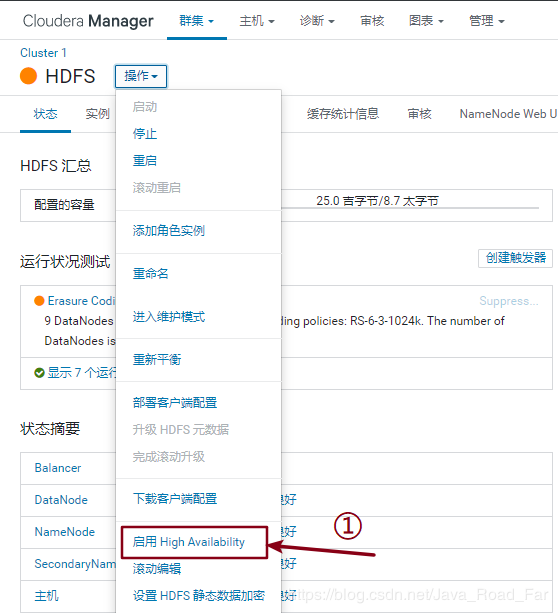 Cloudera Manager 群集 主机 诊断 审核 图表 管理
Cluster 1
HDFS 操作
状态 实例 缓存统计信息 审核 NameNode Web U
启动
停止
重启
滚动重启
HDFS 汇总
配置的容量 25.0 吉字节/8.7 太字节
添加角色实例
运行状况测试 创建触发器
重命名
Erasure Codi Suppress...
进入维护模式
9 DataNodes ding policies: RS-6-3-1024k. The number of
DataNodes is
重新平衡
显示 7 个运行
部署客户端配置
状态摘要
升级 HDFS 元数据
完成滚动升级
Balancer
下载客户端配置
DataNode 良好
①
NameNode 良好
启用 High Availability
SecondaryNam 良好
滚动编辑
主机 良好
设置 HDFS 静态数据加密
https://blog.csdn.net/Java_Road_Far